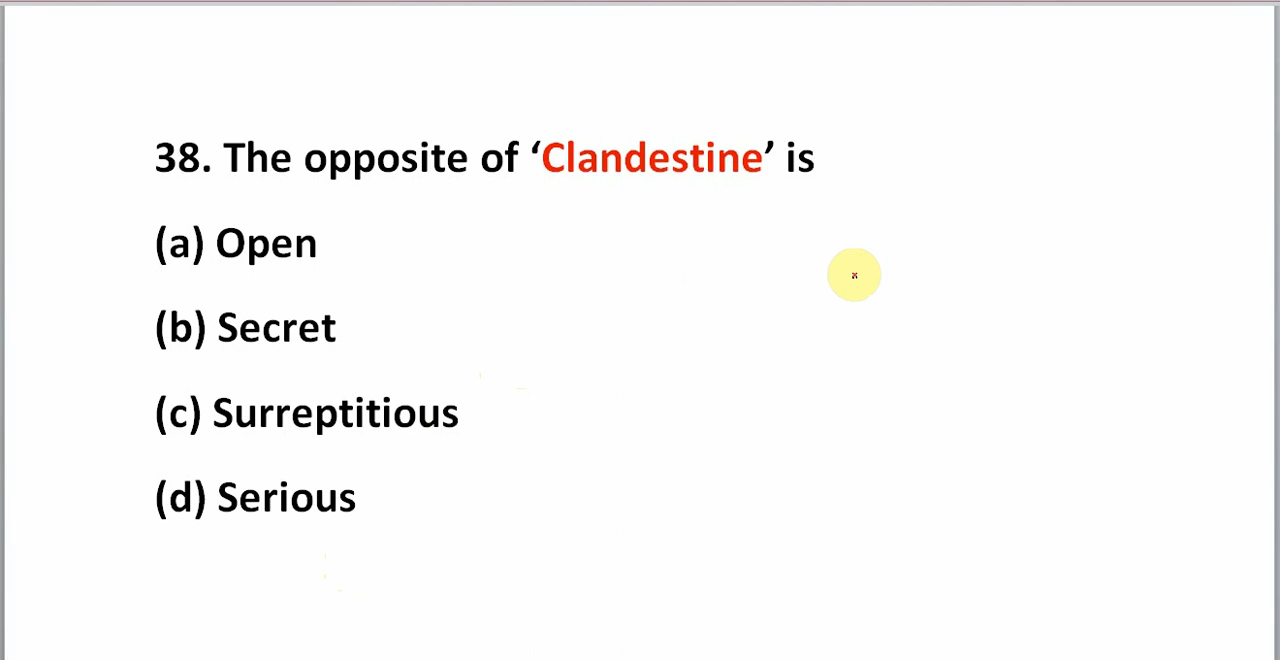 38. The opposite of ‘Clandestine’ is
(a) Open
(b) Secret
(c) Surreptitious
(d) Serious